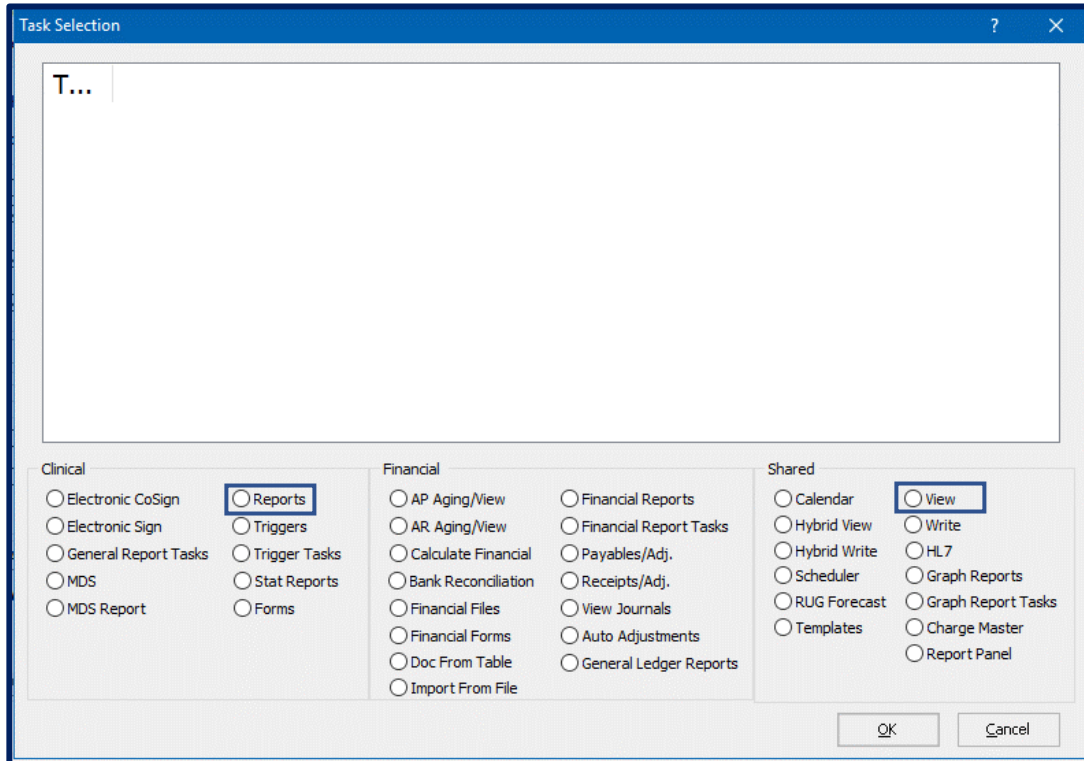 Task Selection
?
T...
Clinical
Electronic CoSign
Electronic Sign
General Report Tasks
MDS
MDS Report
Reports
Triggers
Trigger Tasks
Stat Reports
Forms
Financial
AP Aging/View
AR Aging/View
Calculate Financial
Bank Reconciliation
Financial Files
Financial Forms
Doc From Table
Import From File
Financial Reports
Financial Report Tasks
Payables/Adj.
Receipts/Adj.
View Journals
Auto Adjustments
General Ledger Reports
Shared
Calendar
Hybrid View
Hybrid Write
Scheduler
RUG Forecast
Templates
View
Write
HL7
Graph Reports
Graph Report Tasks
Charge Master
Report Panel
OK
Cancel